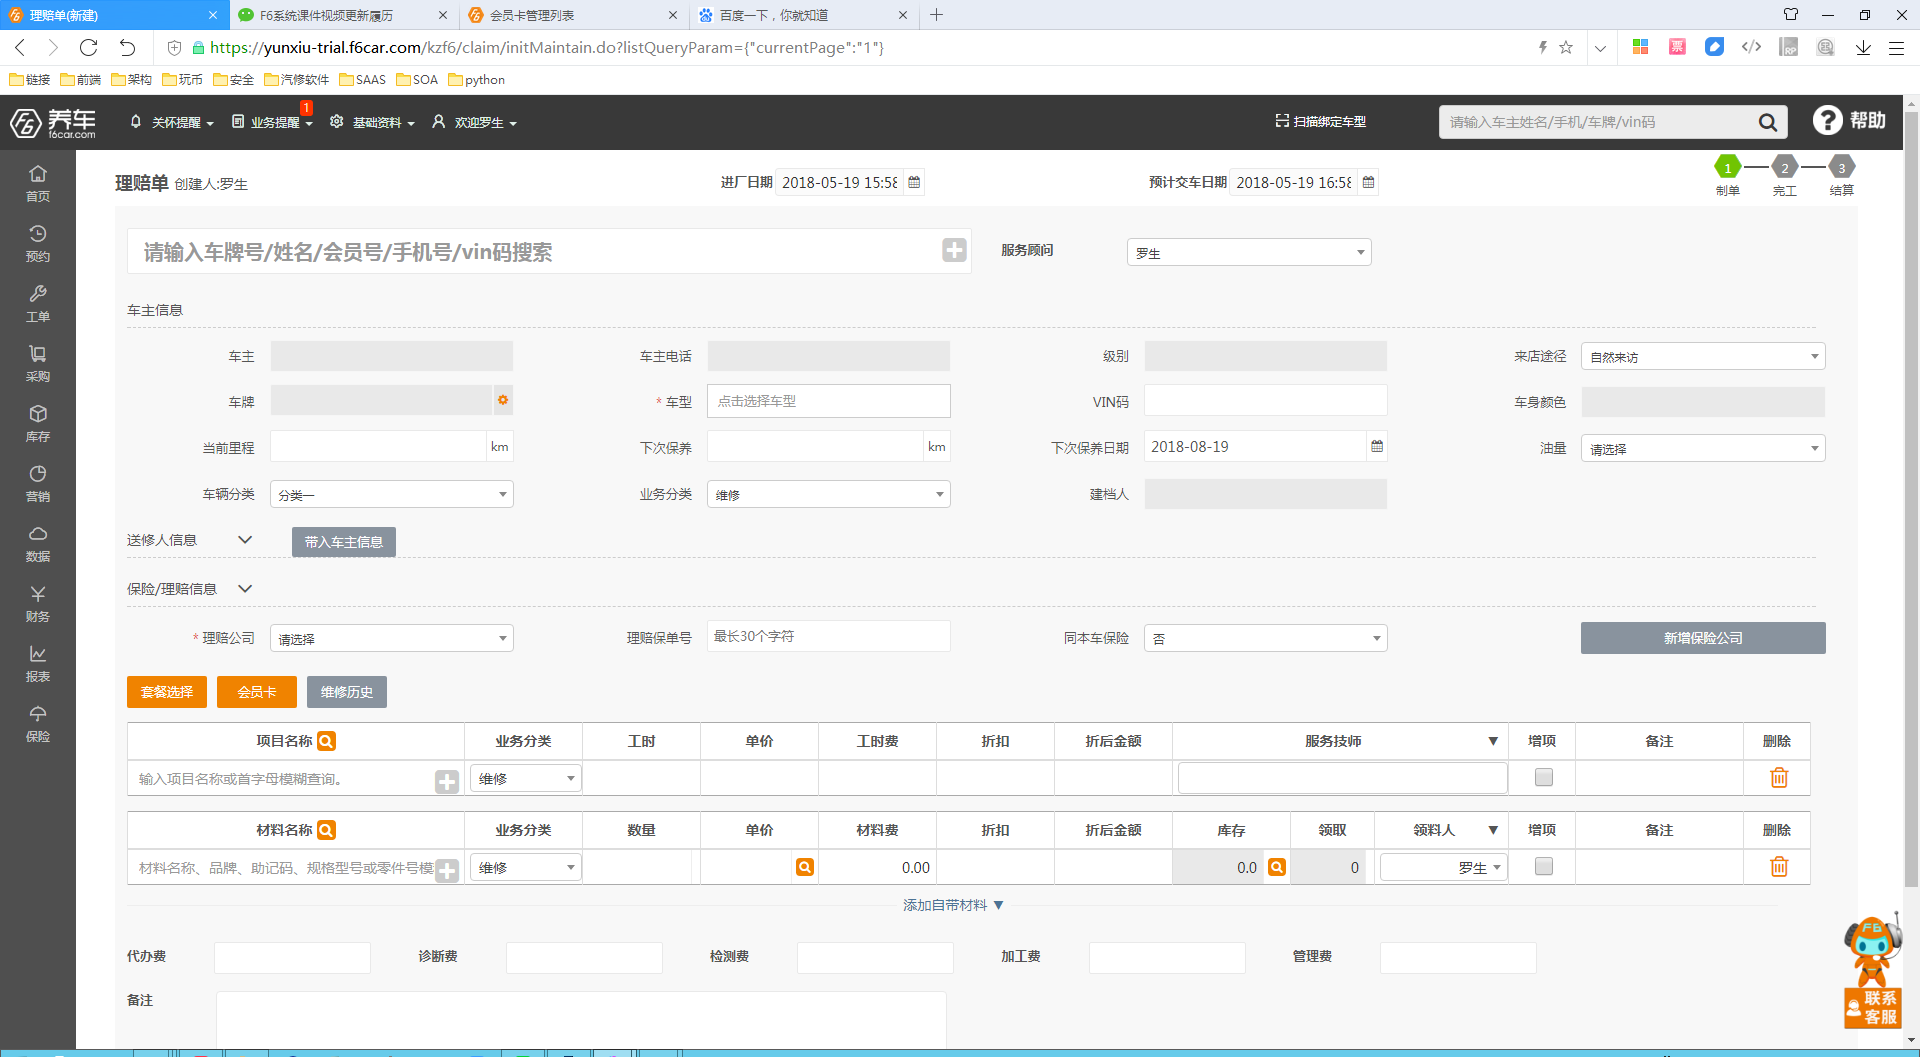 理赔单(新建)
F6系统课件视频更新履历
会员卡管理列表
百度一下，你就知道
https://yunxiu-trial.f6car.com/kzf6/claim/initMaintain.do?listQueryParam={"currentPage":"1"}
票
RP
链接 前端 架构 玩币 安全 汽修软件 SAAS SOA python
养车
f6car.com
关怀提醒
业务提醒
1
基础资料
欢迎罗生
扫描绑定车型
请输入车主姓名/手机/车牌/vin码
帮助
首页
预约
工单
采购
库存
营销
数据
财务
报表
保险
理赔单 创建人:罗生
进厂日期 2018-05-19 15:58
预计交车日期 2018-05-19 16:58
1 2 3
制单 完工 结算
请输入车牌号/姓名/会员号/手机号/vin码搜索
服务顾问 罗生
车主信息
车主 车主电话 级别 来店途径 自然来访
车牌 * 车型 点击选择车型 VIN码 车身颜色
当前里程 km 下次保养 km 下次保养日期 2018-08-19 油量 请选择
车辆分类 分类一 业务分类 维修 建档人
送修人信息 带入车主信息
保险/理赔信息
* 理赔公司 请选择 理赔保单号 最长30个字符 同本车保险 否 新增保险公司
套餐选择 会员卡 维修历史
项目名称 业务分类 工时 单价 工时费 折扣 折后金额 服务技师 ▼ 增项 备注 删除
输入项目名称或首字母模糊查询。 维修
材料名称 业务分类 数量 单价 材料费 折扣 折后金额 库存 领取 领料人 ▼ 增项 备注 删除
材料名称、品牌、助记码、规格型号或零件号模 维修 0.00 0.0 0 罗生
添加自带材料 ▼
代办费 诊断费 检测费 加工费 管理费
备注
F6
联系
客服